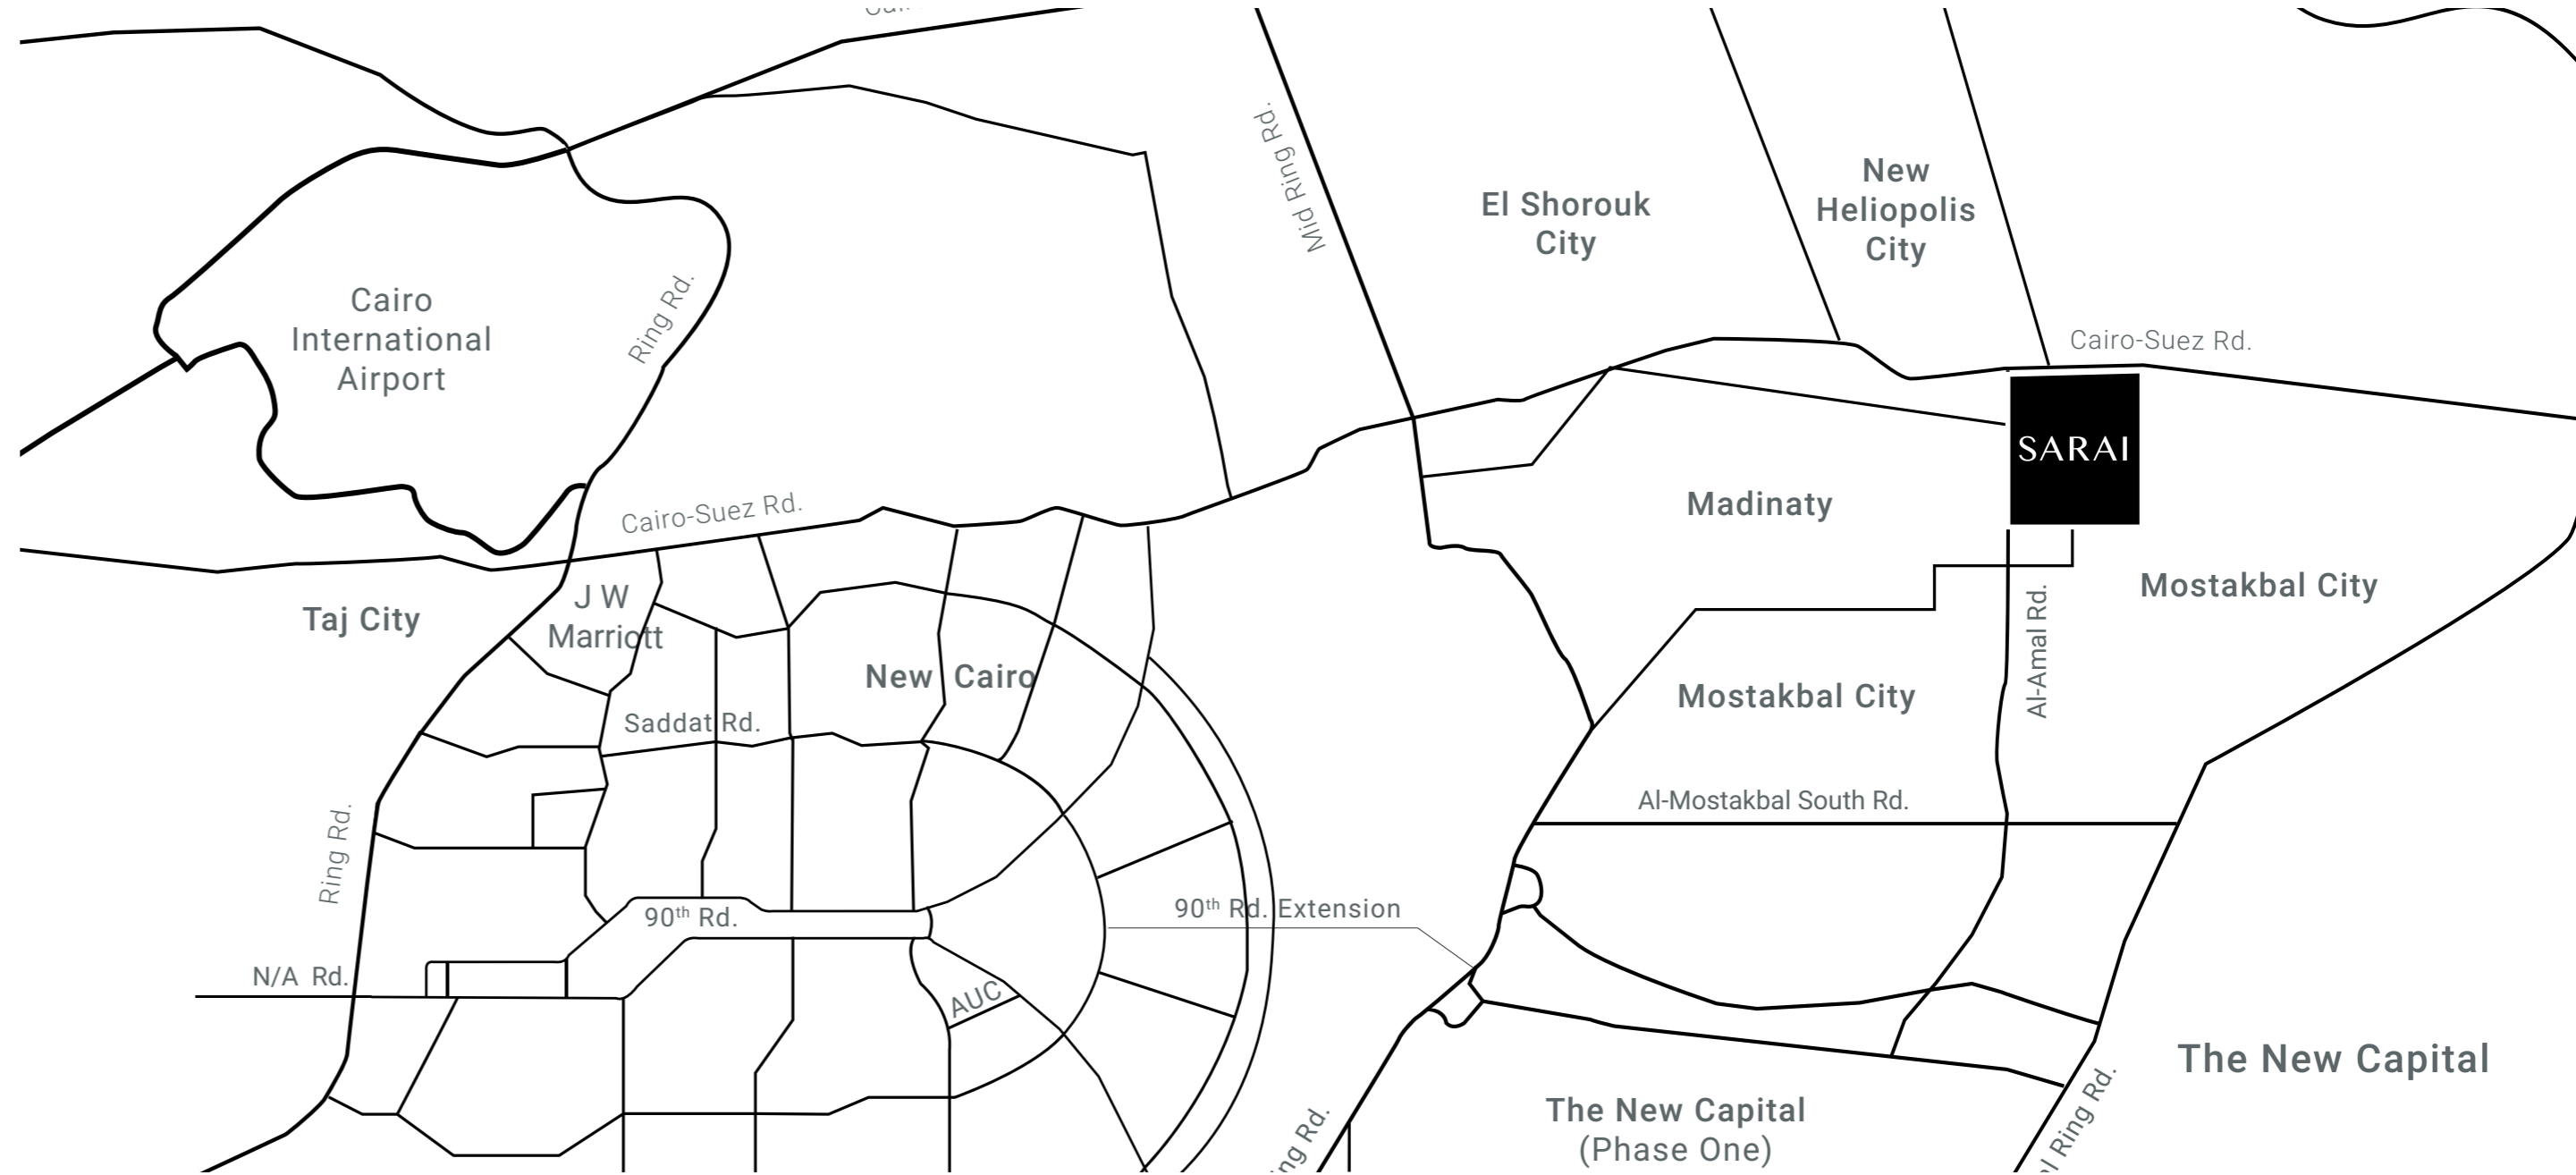 Mid Ring Rd.
El Shorouk
City
New
Heliopolis
City
Cairo
International
Airport
Ring Rd.
Cairo-Suez Rd.
SARAI
Cairo-Suez Rd.
Madinaty
Taj City
J W
Marriott
Mostakbal City
Al-Amal Rd.
New Cairo
Mostakbal City
Saddat Rd.
Al-Mostakbal South Rd.
Ring Rd.
90th Rd.
90th Rd. Extension
N/A Rd.
AUC
The New Capital
The New Capital
(Phase One)
Ring Rd.
Rd.